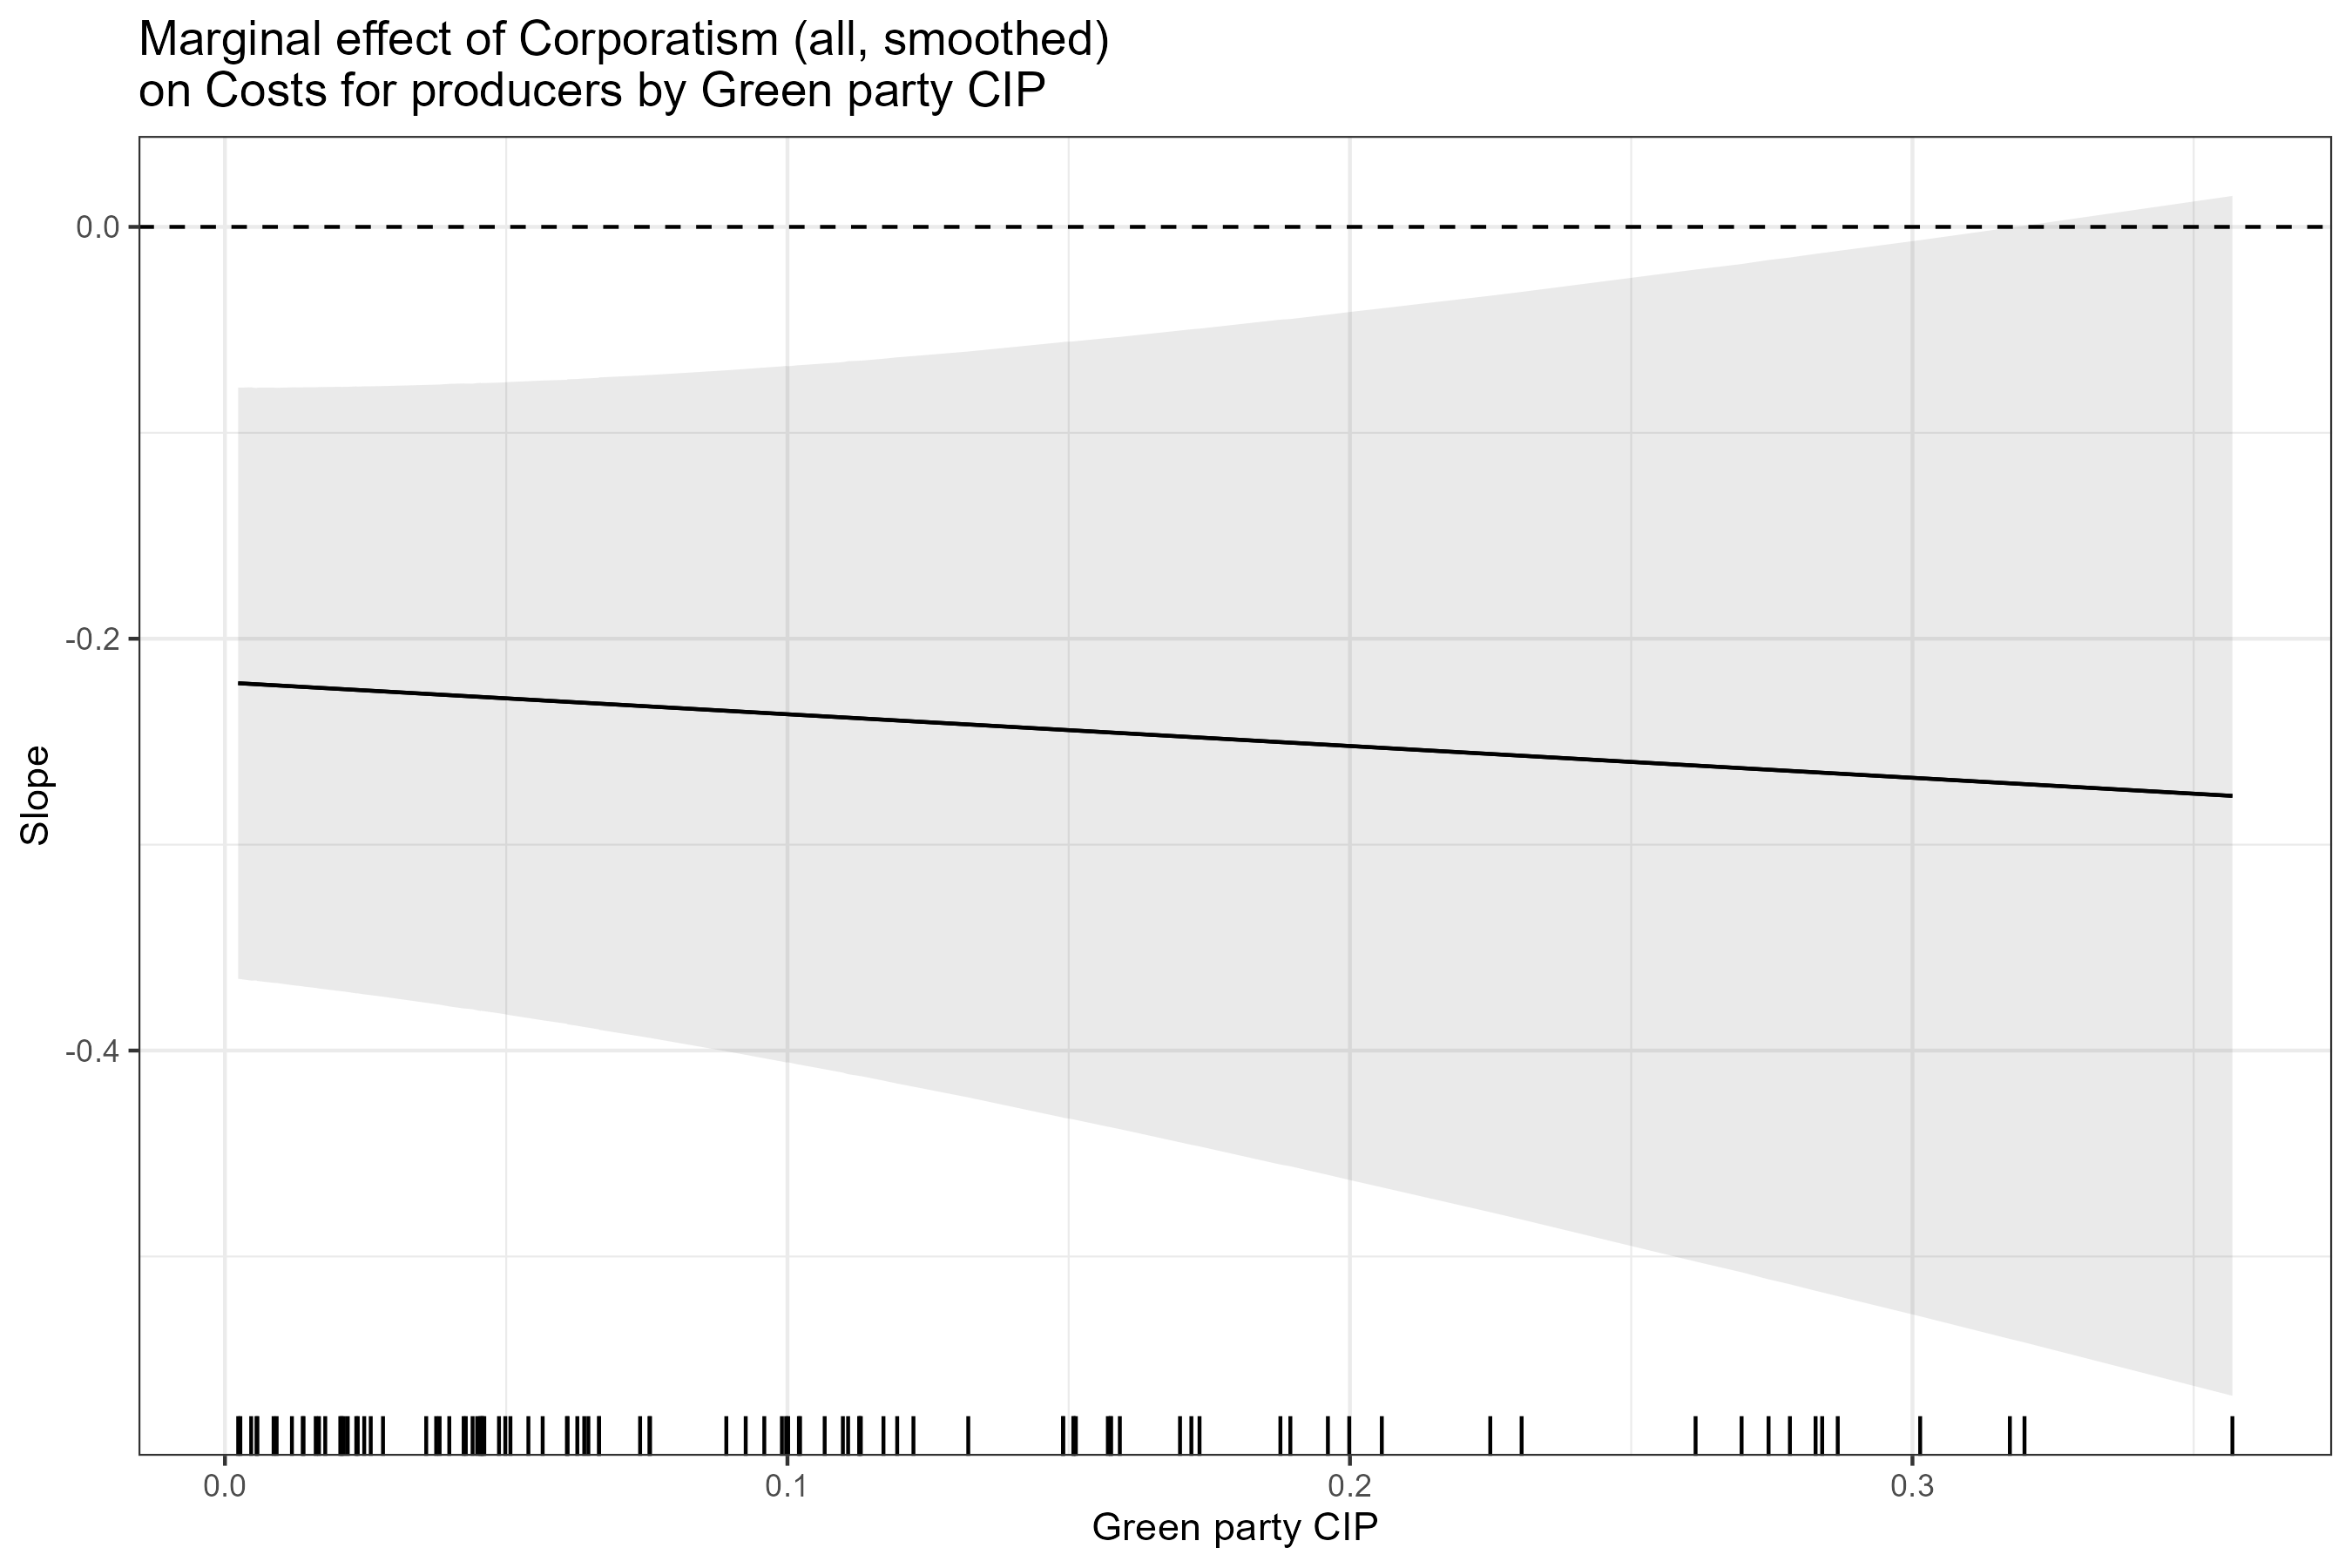 Marginal effect of Corporatism (all, smoothed)
on Costs for producers by Green party CIP
0.0
-0.2
-0.4
Slope
0.0
0.1
0.2
0.3
Green party CIP